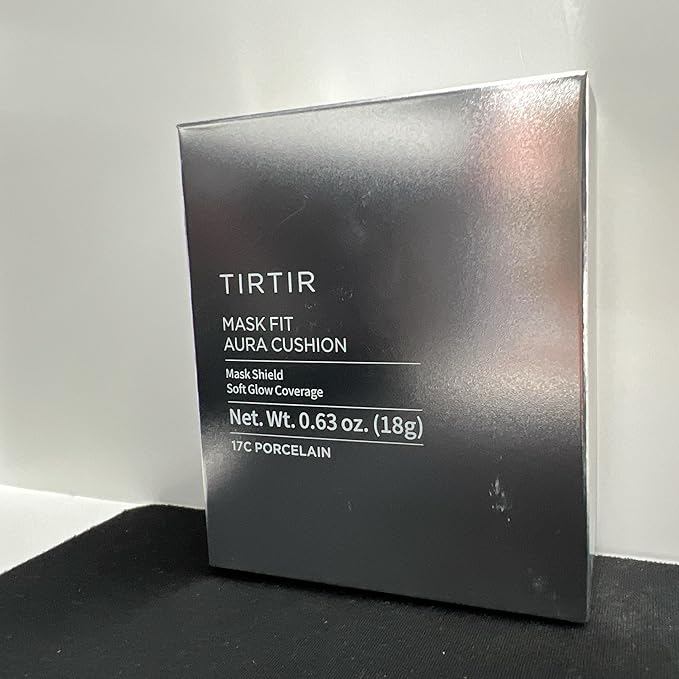 TIRTIR
MASK FIT
AURA CUSHION
Mask Shield
Soft Glow Coverage
Net. Wt. 0.63 oz. (18g)
17C PORCELAIN